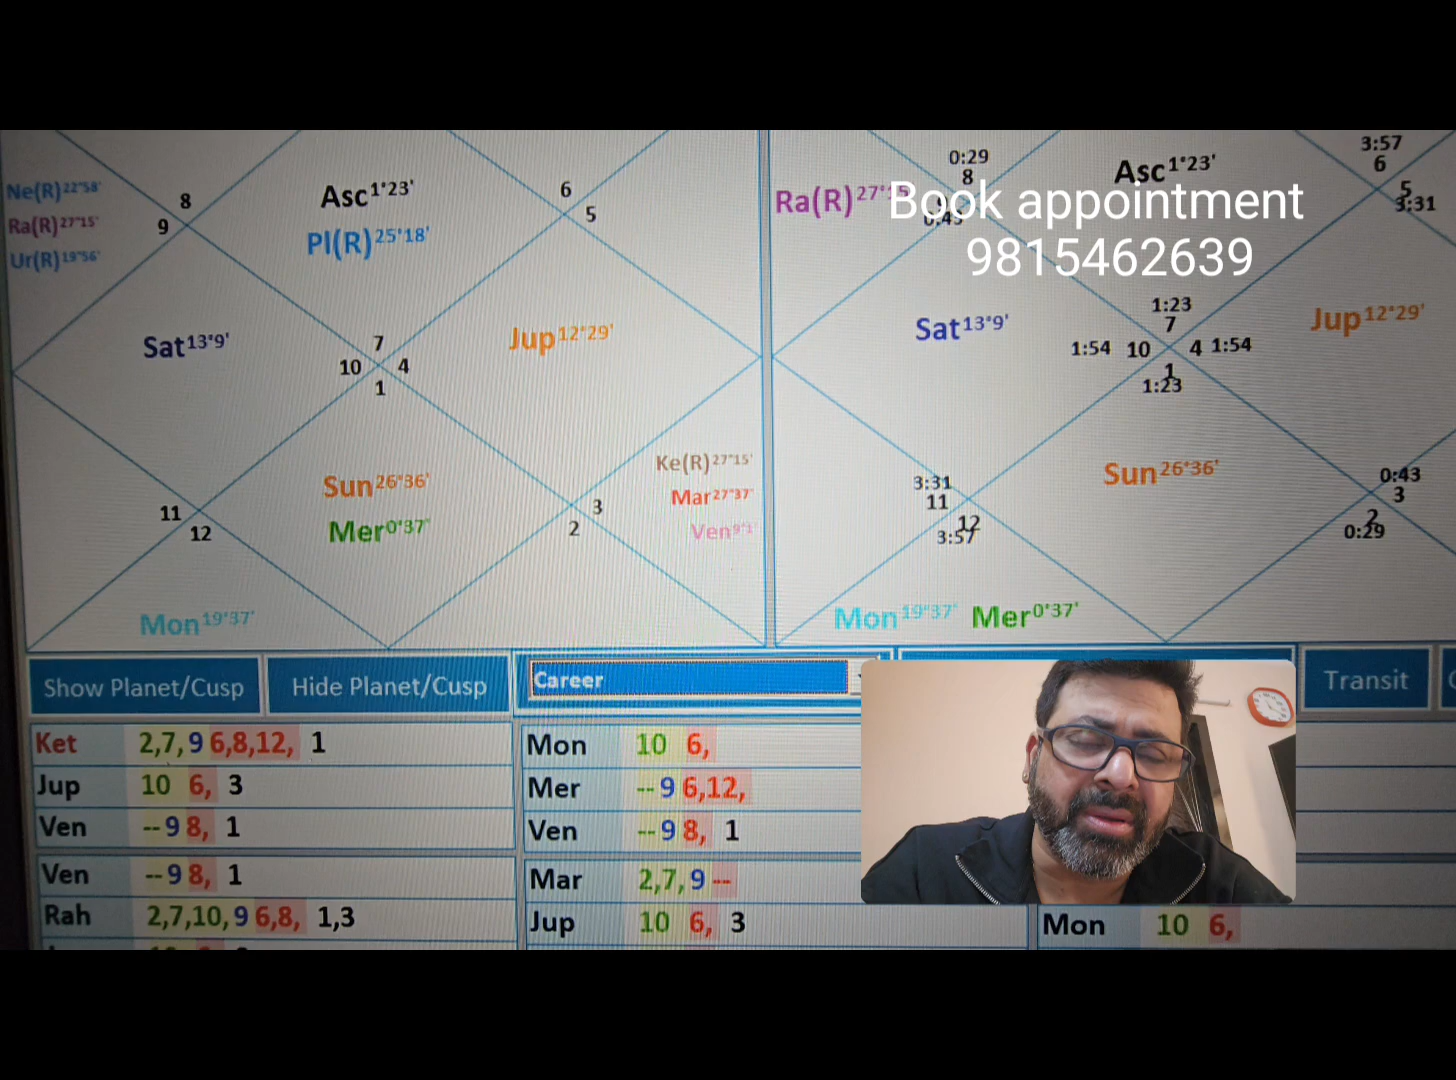 Book appointment
9815462639
8
9
Ne(R)22°58'
Ra(R)27°15'
Ur(R)19°56'
Asc1°23'
Pl(R)25°18'
6
5
Sat13°9'
7
10 4
1
Jup12°29'
11
12
Sun26°36'
Mer0°37'
Ke(R)27°15'
Mar27°37'
Ven9°1'
3
2
Mon19°37'
0:29
8
Ra(R)
Asc1°23'
3:57
6
5
3:31
Sat13°9'
1:23
7
1:54 10 4 1:54
1
1:23
Jup12°29'
3:31
11
12
3:57
Sun26°36'
0:43
3
2
0:29
Mon19°37' Mer0°37'
Show Planet/Cusp
Hide Planet/Cusp
Career
Transit
Ket 2,7,9 6,8,12, 1
Jup 10 6, 3
Ven --9 8, 1
Ven --9 8, 1
Rah 2,7,10,9 6,8, 1,3
Mon 10 6,
Mer --9 6,12,
Ven --9 8, 1
Mar 2,7,9 --
Jup 10 6, 3
Mon 10 6,